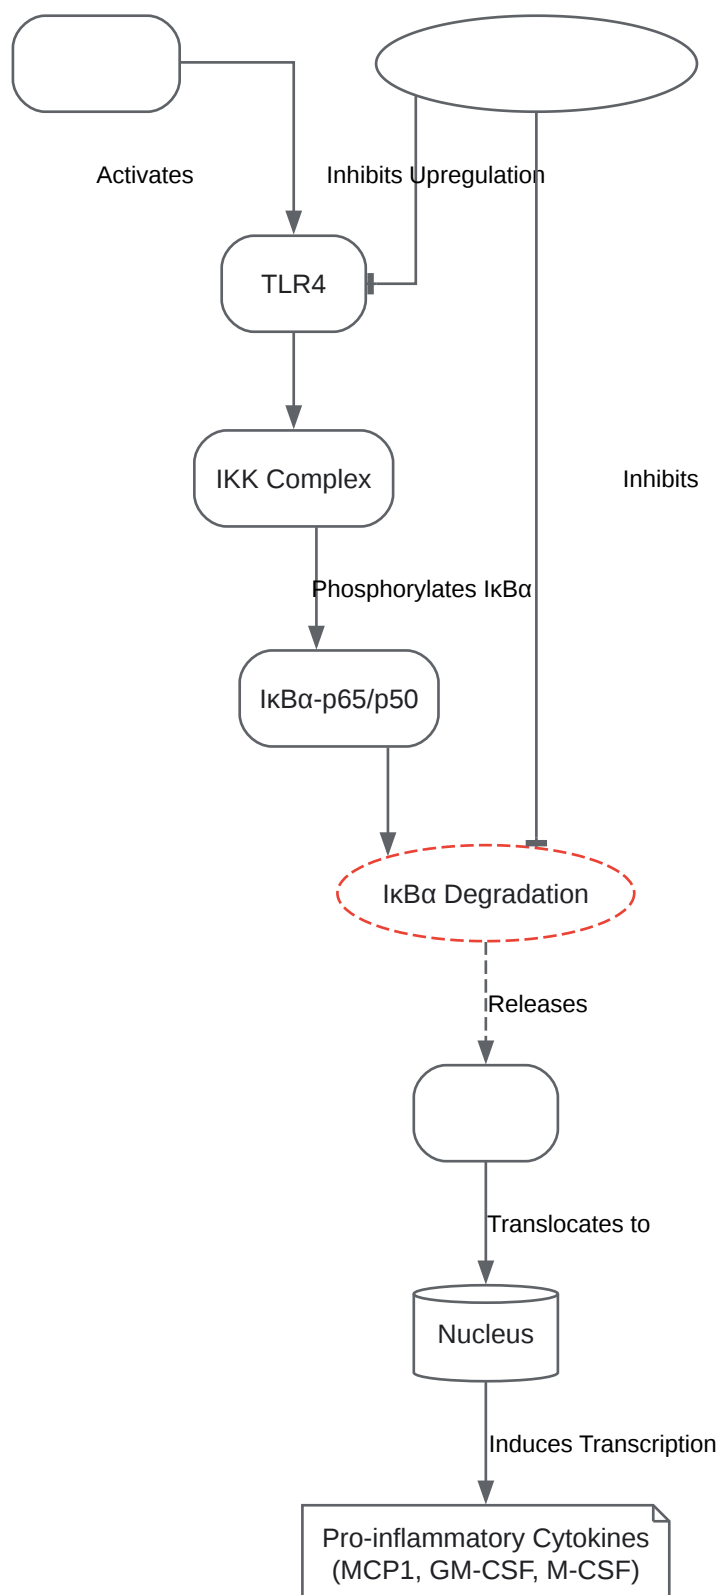 Activates
Inhibits Upregulation
TLR4
IKK Complex
Inhibits
Phosphorylates IκBα
IκBα-p65/p50
IκBα Degradation
Releases
Translocates to
Nucleus
Induces Transcription
Pro-inflammatory Cytokines
(MCP1, GM-CSF, M-CSF)